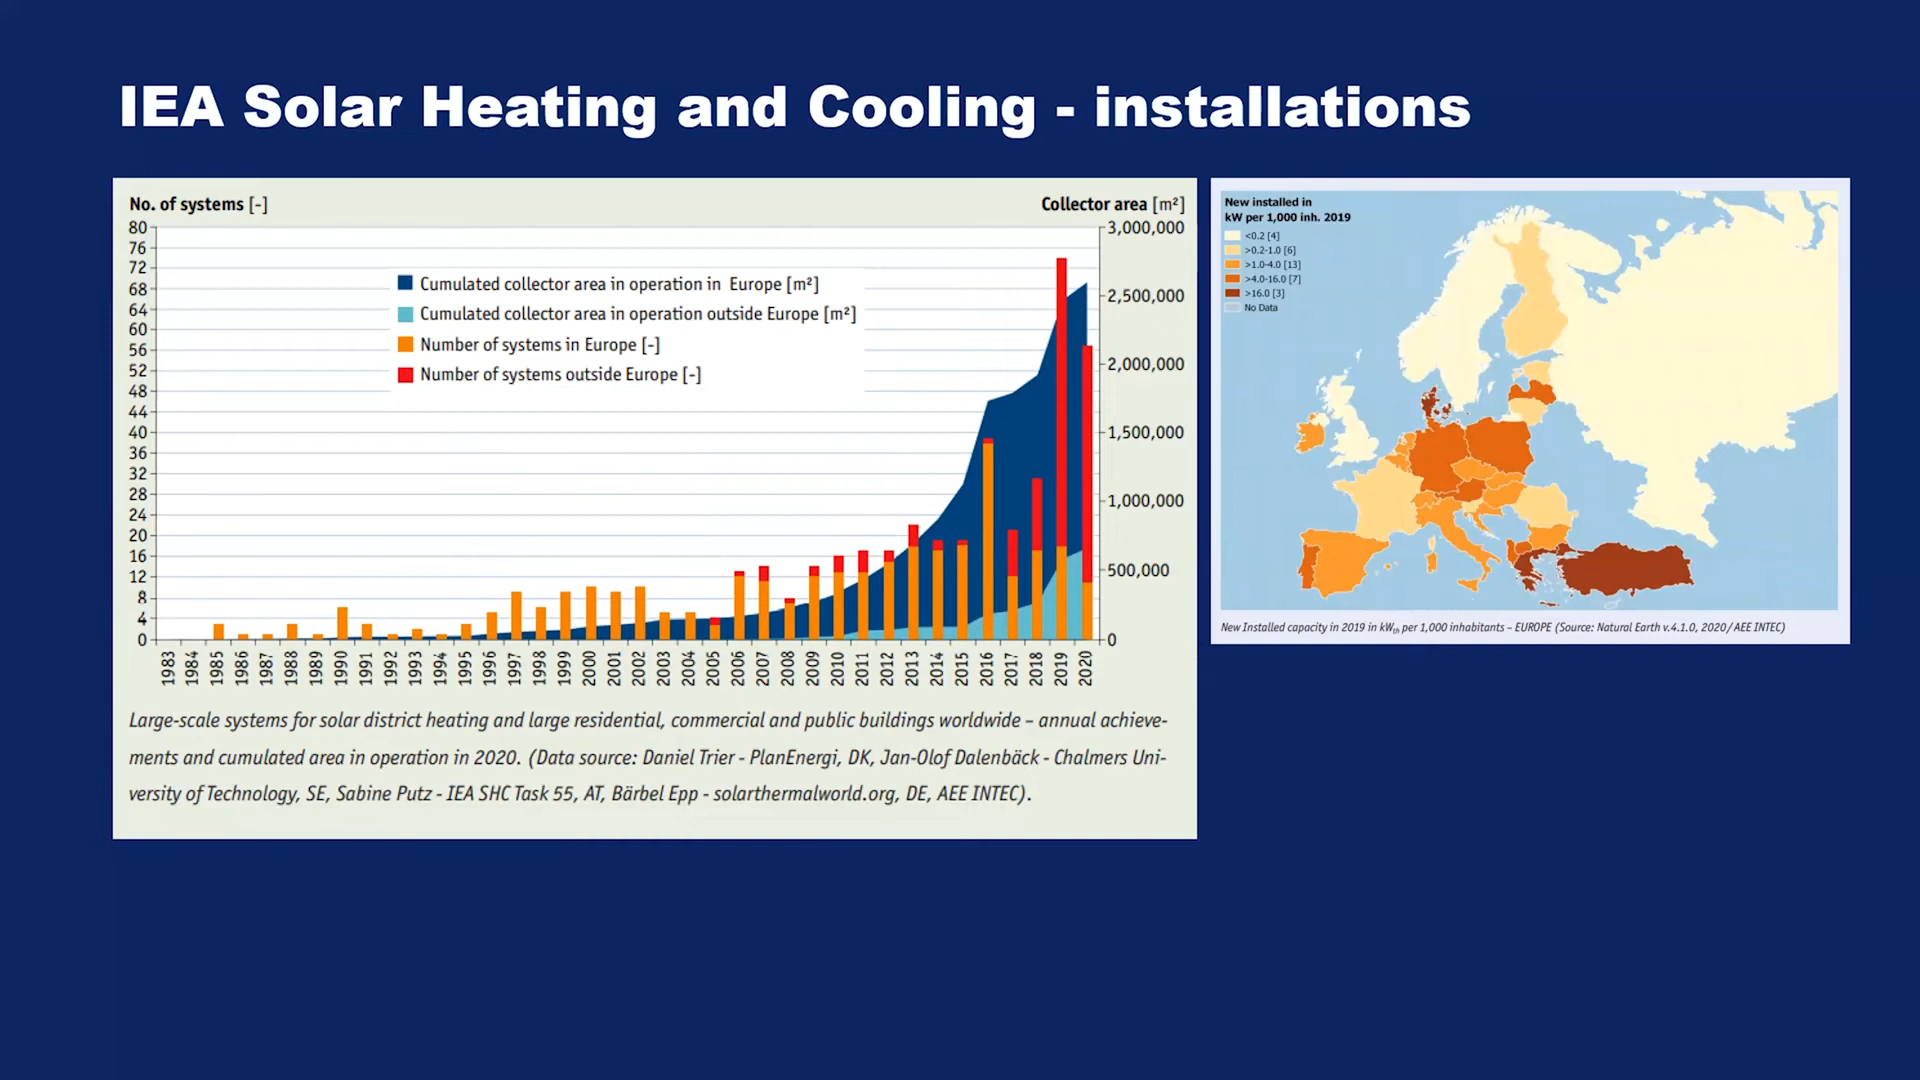 IEA Solar Heating and Cooling - installations
No. of systems [-]
Collector area [m²]
80
76
72
68
64
60
56
52
48
44
40
36
32
28
24
20
16
12
8
4
0
3,000,000
2,500,000
2,000,000
1,500,000
1,000,000
500,000
0
Cumulated collector area in operation in Europe [m²]
Cumulated collector area in operation outside Europe [m²]
Number of systems in Europe [-]
Number of systems outside Europe [-]
1983 1984 1985 1986 1987 1988 1989 1990 1991 1992 1993 1994 1995 1996 1997 1998 1999 2000 2001 2002 2003 2004 2005 2006 2007 2008 2009 2010 2011 2012 2013 2014 2015 2016 2017 2018 2019 2020
Large-scale systems for solar district heating and large residential, commercial and public buildings worldwide – annual achieve-
ments and cumulated area in operation in 2020. (Data source: Daniel Trier - PlanEnergi, DK, Jan-Olof Dalenbäck - Chalmers Uni-
versity of Technology, SE, Sabine Putz - IEA SHC Task 55, AT, Bärbel Epp - solarthermalworld.org, DE, AEE INTEC).
New installed in
kW per 1,000 inh. 2019
<0.2 [4]
>0.2-1.0 [6]
>1.0-4.0 [13]
>4.0-16.0 [7]
>16.0 [3]
No Data
New Installed capacity in 2019 in kWth per 1,000 inhabitants – EUROPE (Source: Natural Earth v.4.1.0, 2020/ AEE INTEC)